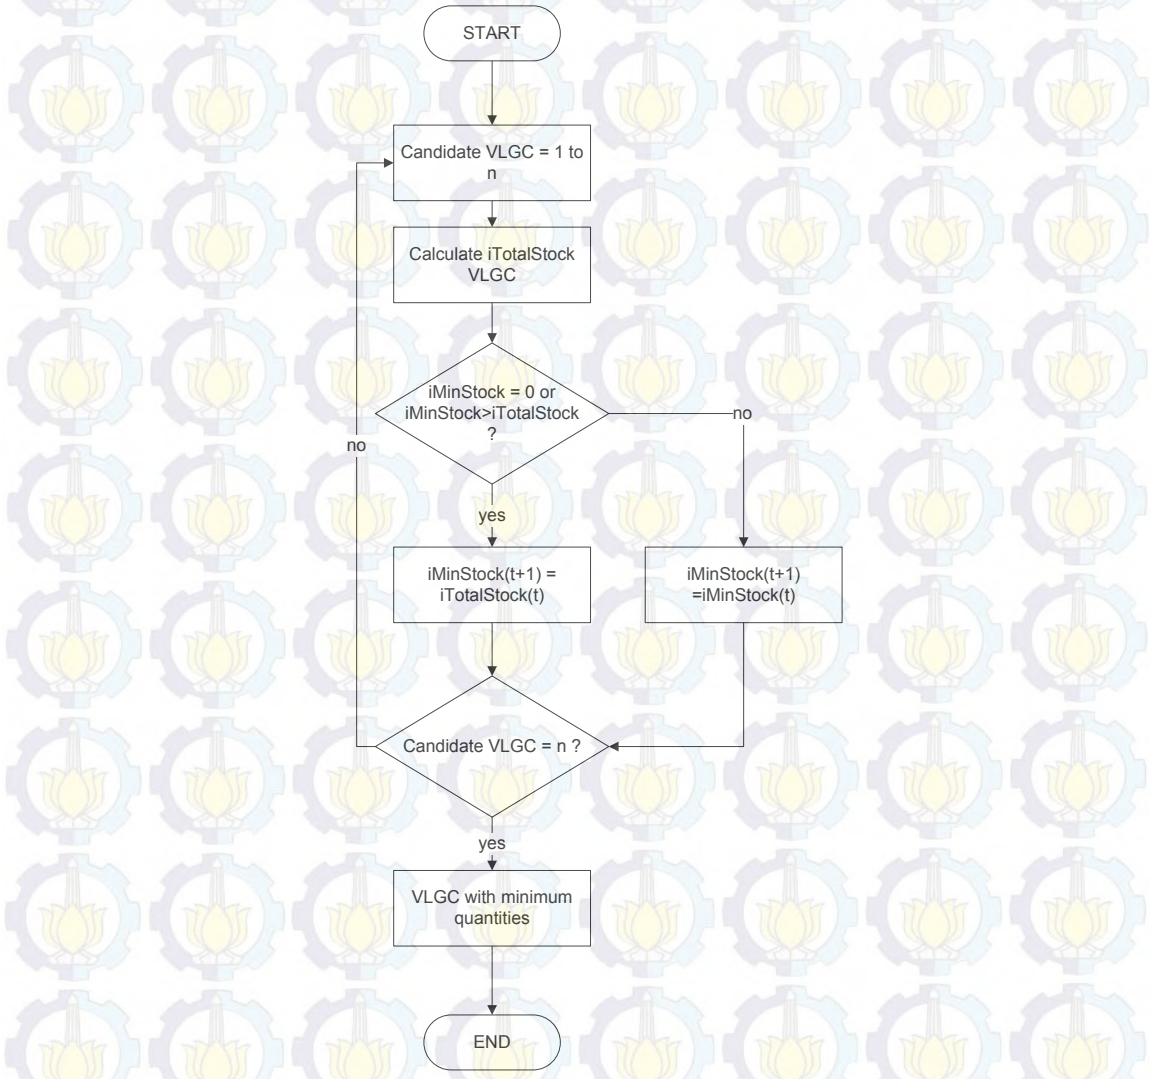 START
Candidate VLGC = 1 to
n
Calculate iTotalStock
VLGC
iMinStock = 0 or
iMinStock>iTotalStock
?
no
no
yes
iMinStock(t+1) =
iTotalStock(t)
iMinStock(t+1)
=iMinStock(t)
Candidate VLGC = n ?
yes
VLGC with minimum
quantities
END